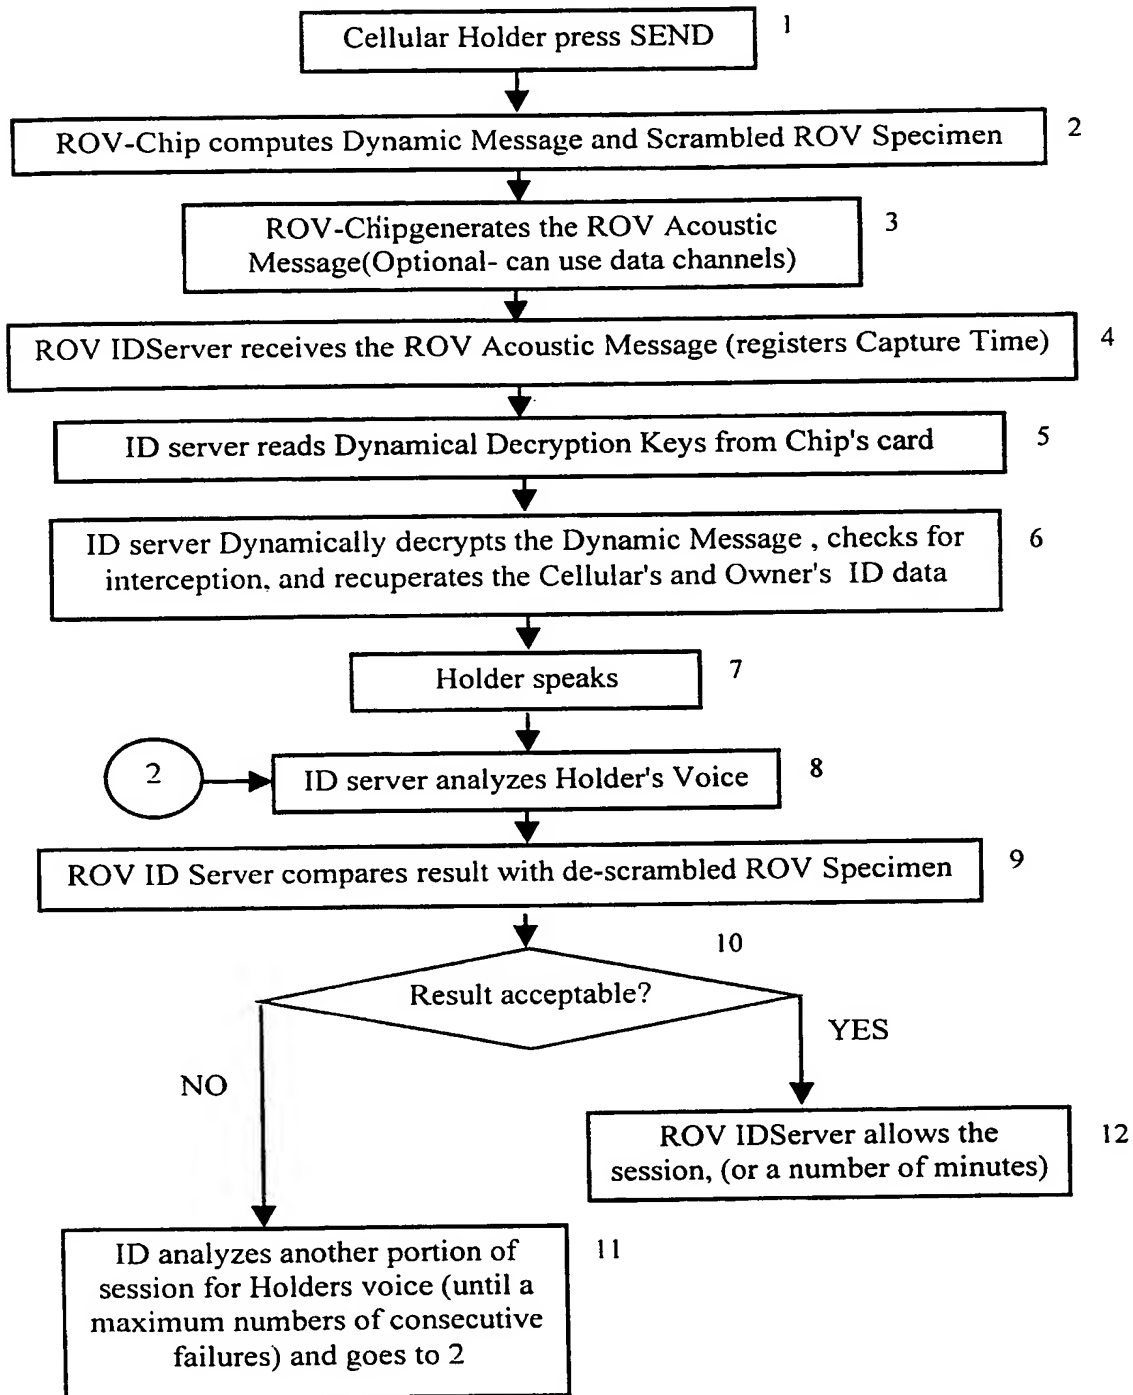 Cellular Holder press SEND
1
ROV-Chip computes Dynamic Message and Scrambled ROV Specimen
2
ROV-Chipgenerates the ROV Acoustic
Message(Optional- can use data channels)
3
ROV IDServer receives the ROV Acoustic Message (registers Capture Time)
4
ID server reads Dynamical Decryption Keys from Chip's card
5
ID server Dynamically decrypts the Dynamic Message , checks for
interception, and recuperates the Cellular's and Owner's ID data
6
Holder speaks
7
2
ID server analyzes Holder's Voice
8
ROV ID Server compares result with de-scrambled ROV Specimen
9
10
Result acceptable?
YES
NO
ROV IDServer allows the
session, (or a number of minutes)
12
ID analyzes another portion of
session for Holders voice (until a
maximum numbers of consecutive
failures) and goes to 2
11